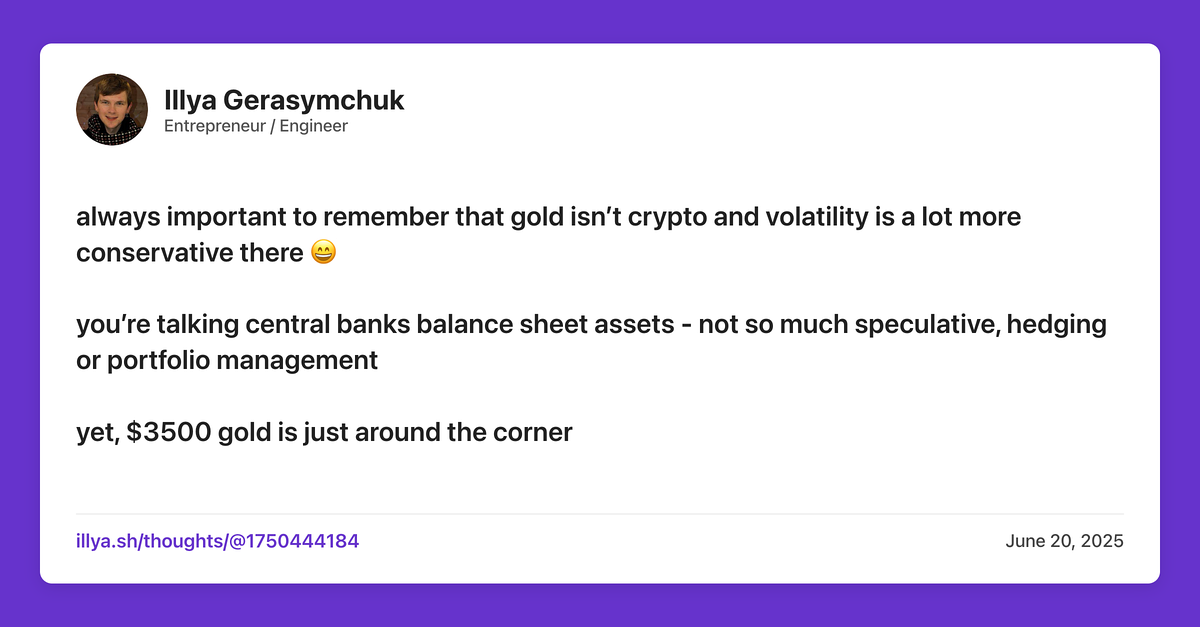 Illya Gerasymchuk
Entrepreneur / Engineer
always important to remember that gold isn’t crypto and volatility is a lot more
conservative there 😄
you’re talking central banks balance sheet assets - not so much speculative, hedging
or portfolio management
yet, $3500 gold is just around the corner
illya.sh/thoughts/@1750444184
June 20, 2025